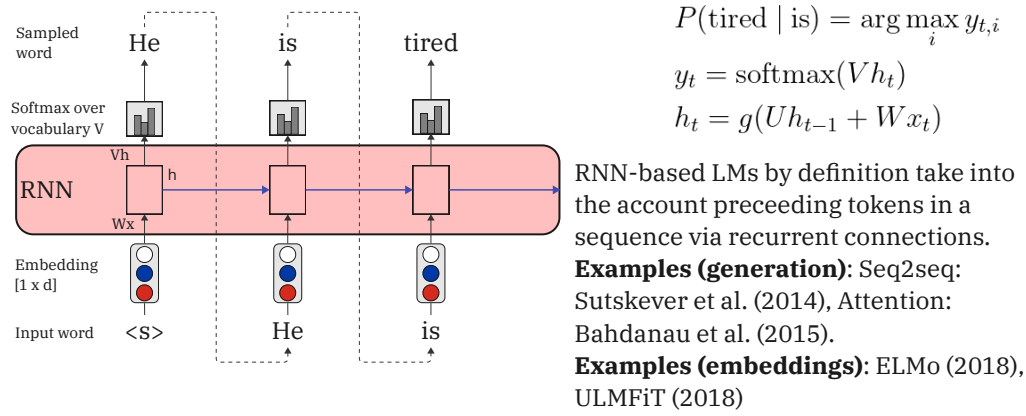 Sampled
word
He is tired
Softmax over
vocabulary V
Vh
h
RNN
Wx
Embedding
[1 x d]
Input word <s> He is
P(tired | is) = arg max_i y_{t,i}
y_t = softmax(Vh_t)
h_t = g(Uh_{t−1} + Wx_t)
RNN-based LMs by definition take into
the account preceeding tokens in a
sequence via recurrent connections.
Examples (generation): Seq2seq:
Sutskever et al. (2014), Attention:
Bahdanau et al. (2015).
Examples (embeddings): ELMo (2018),
ULMFiT (2018)